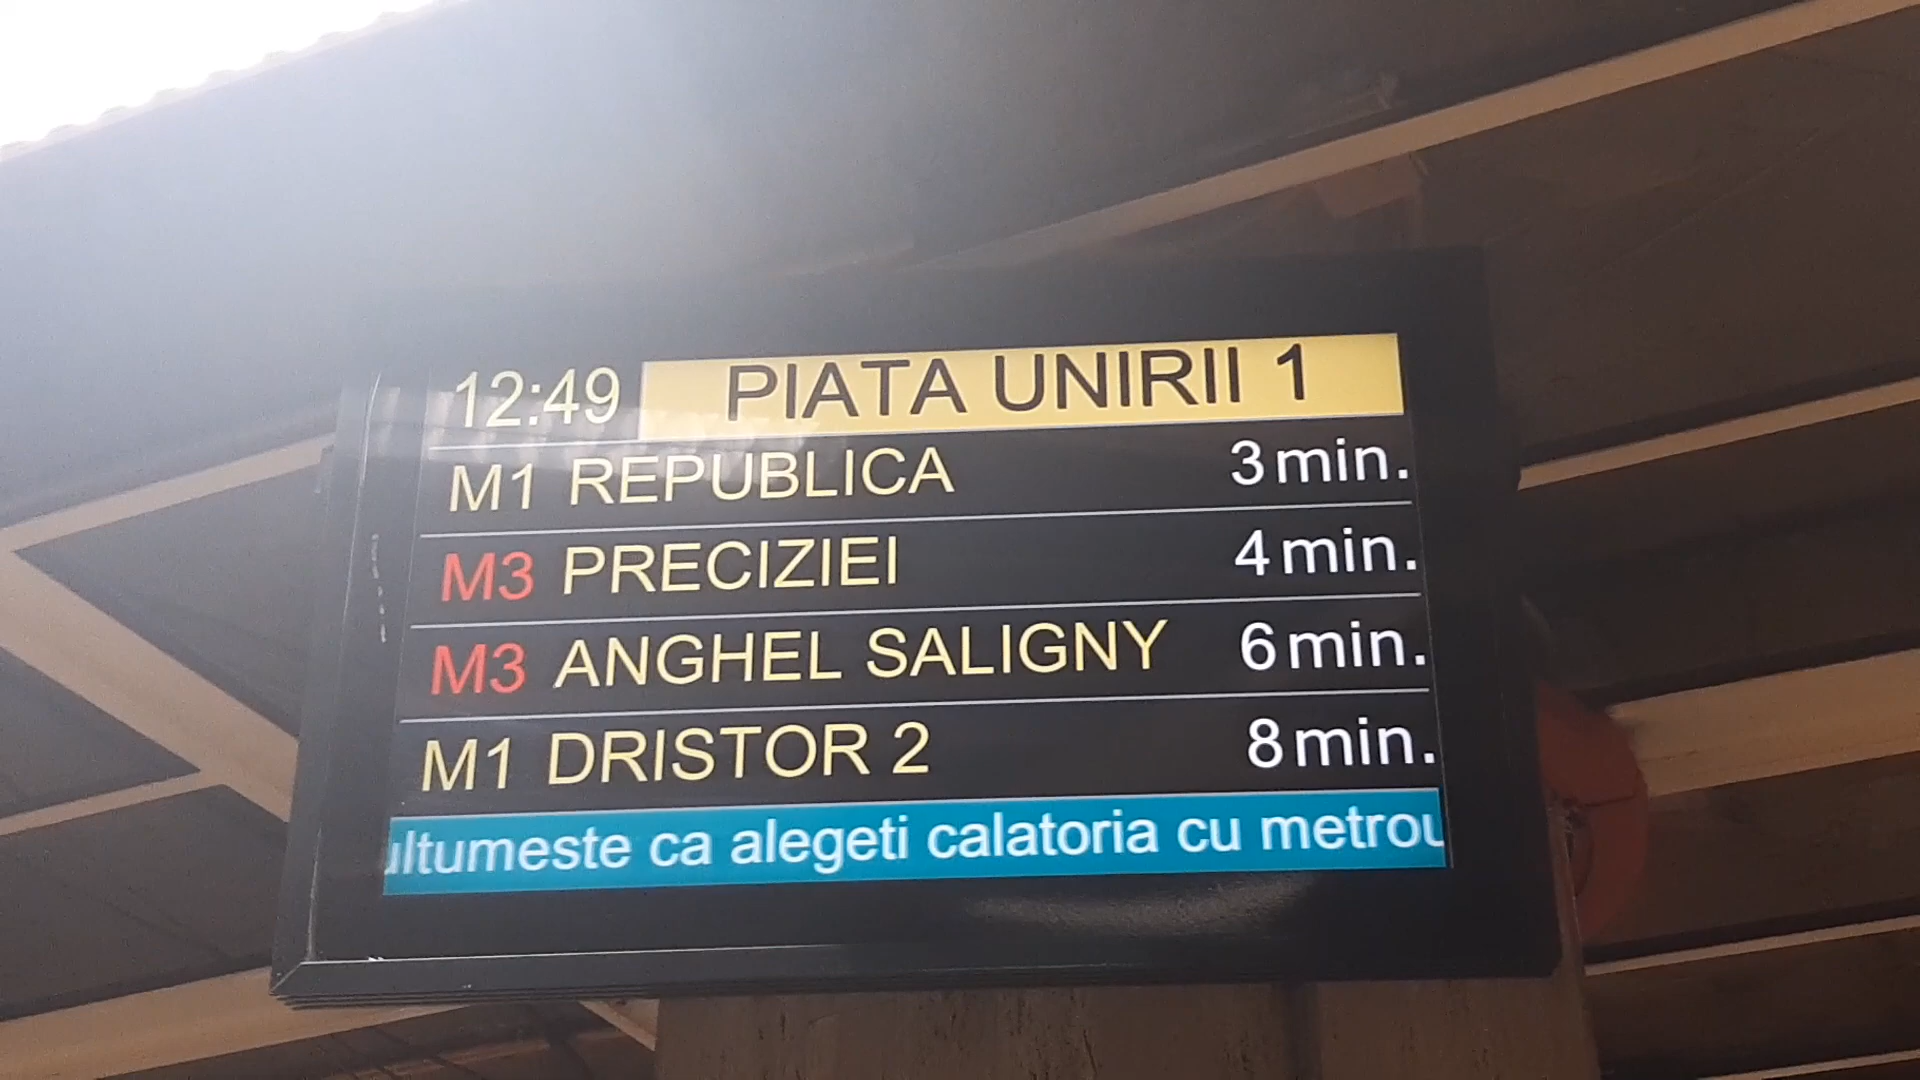 12:49 PIATA UNIRII 1
M1 REPUBLICA 3 min.
M3 PRECIZIEI 4 min.
M3 ANGHEL SALIGNY 6 min.
M1 DRISTOR 2 8 min.
ultumeste ca alegeti calatoria cu metrou